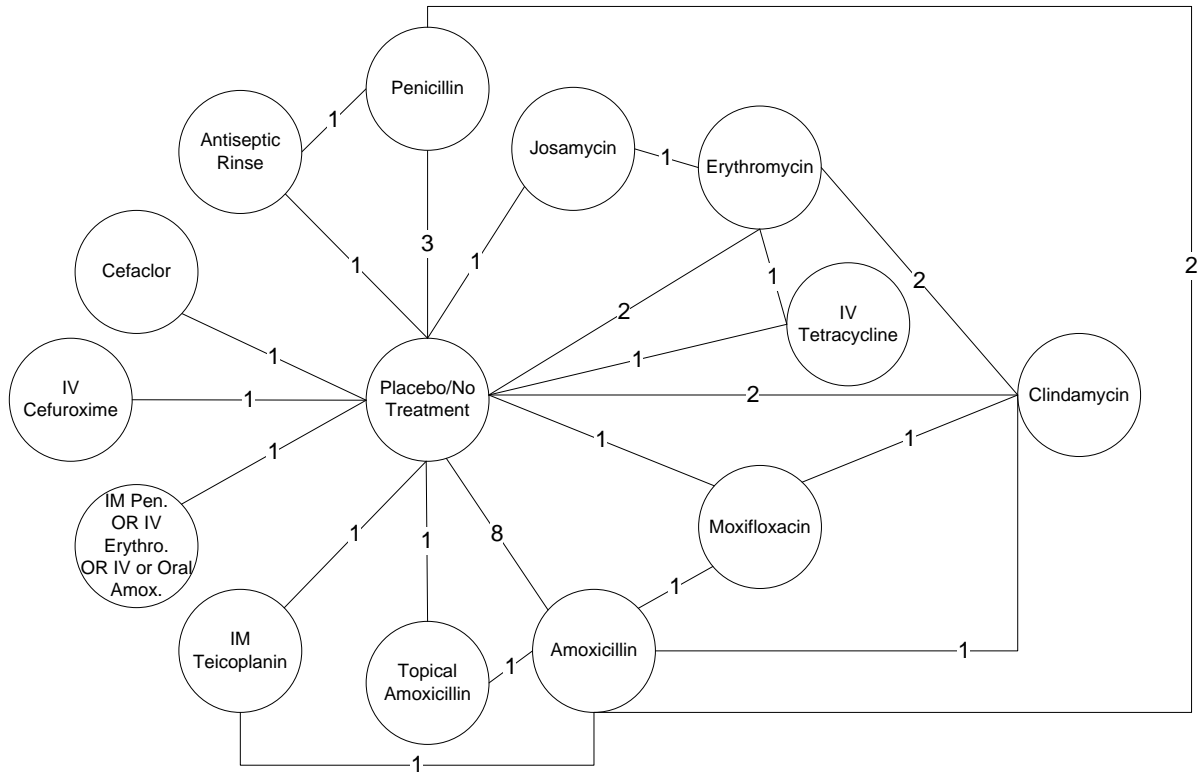 Penicillin
Antiseptic
Rinse
1
Josamycin
1
Erythromycin
3
1
1
Cefaclor
2
1
2
2
IV
Tetracycline
1
1
IV
Cefuroxime
1
Placebo/No
Treatment
2
Clindamycin
1
1
1
IM Pen.
OR IV
Erythro.
OR IV or Oral
Amox.
1
1
8
Moxifloxacin
1
IM
Teicoplanin
Topical
Amoxicillin
1
Amoxicillin
1
1